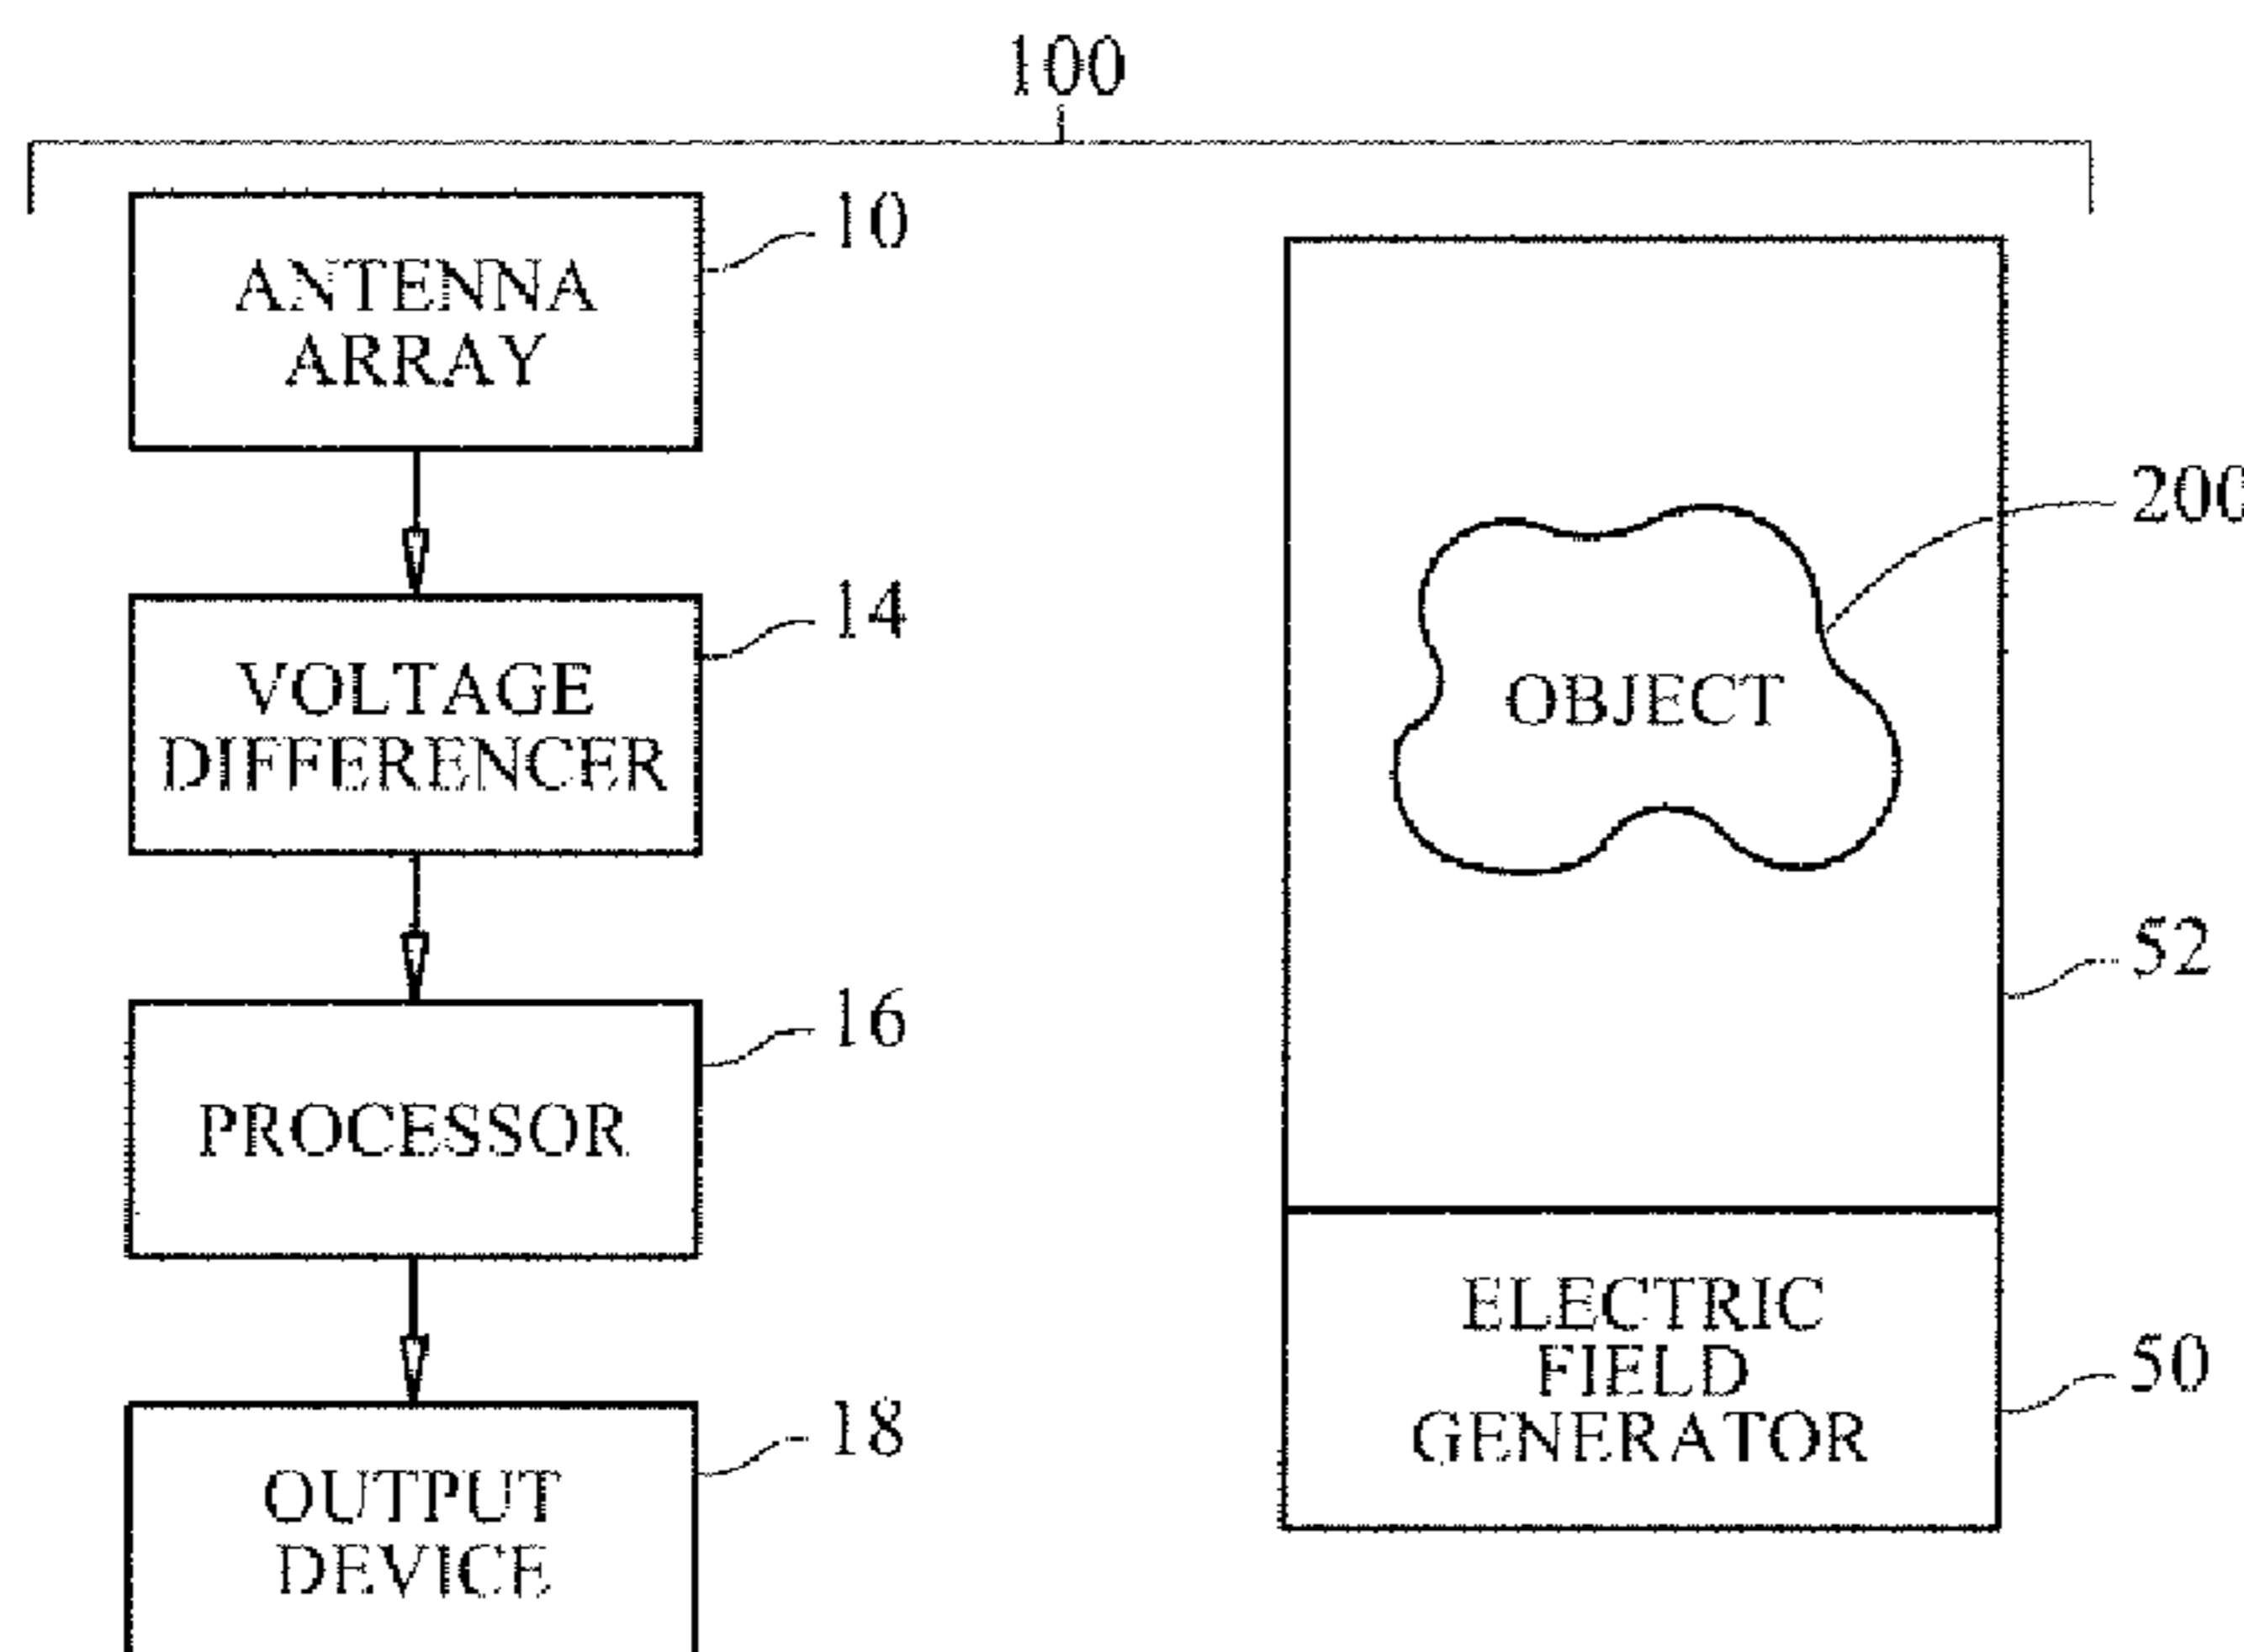 100
10
ANTENNA
ARRAY
14
VOLTAGE
DIFFERENCER
16
PROCESSOR
18
OUTPUT
DEVICE
200
OBJECT
52
50
ELECTRIC
FIELD
GENERATOR